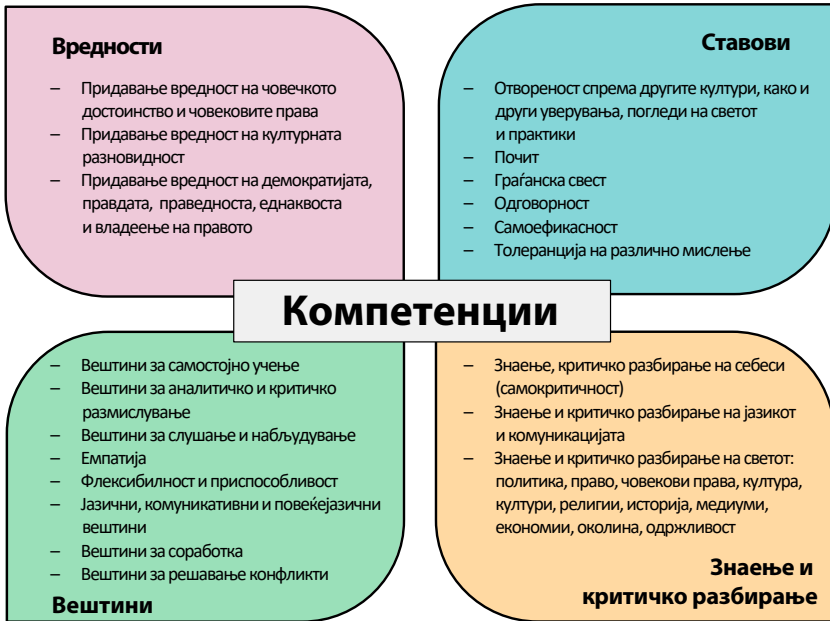 Вредности
– Придавање вредност на човечкото
достоинство и човековите права
– Придавање вредност на културната
разновидност
– Придавање вредност на демократијата,
правдата, праведноста, еднаквоста
и владеење на правото
Ставови
– Отвореност спрема другите култури, како и
други уверувања, погледи на светот
и практики
– Почит
– Граѓанска свест
– Одговорност
– Самоефикасност
– Толеранција на различно мислење
Компетенции
– Вештини за самостојно учење
– Вештини за аналитичко и критичко
размислување
– Вештини за слушање и набљудување
– Емпатија
– Флексибилност и приспособливост
– Јазични, комуникативни и повеќејазични
вештини
– Вештини за соработка
– Вештини за решавање конфликти
Вештини
– Знаење, критичко разбирање на себеси
(самокритичност)
– Знаење и критичко разбирање на јазикот
и комуникацијата
– Знаење и критичко разбирање на светот:
политика, право, човекови права, култура,
култури, религии, историја, медиуми,
економии, околина, одржливост
Знаење и
критичко разбирање